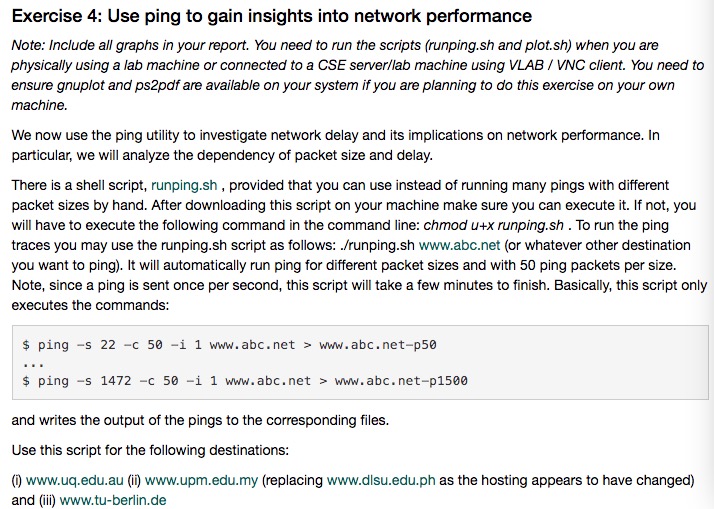 Exercise 4: Use ping to gain insights into network performance
Note: Include all graphs in your report. You need to run the scripts (runping.sh and plot.sh) when you are
physically using a lab machine or connected to a CSE server/lab machine using VLAB / VNC client. You need to
ensure gnuplot and ps2pdf are available on your system if you are planning to do this exercise on your own
machine.
We now use the ping utility to investigate network delay and its implications on network performance. In
particular, we will analyze the dependency of packet size and delay.
There is a shell script, runping.sh , provided that you can use instead of running many pings with different
packet sizes by hand. After downloading this script on your machine make sure you can execute it. If not, you
will have to execute the following command in the command line: chmod u+x runping.sh . To run the ping
traces you may use the runping.sh script as follows: ./runping.sh www.abc.net (or whatever other destination
you want to ping). It will automatically run ping for different packet sizes and with 50 ping packets per size.
Note, since a ping is sent once per second, this script will take a few minutes to finish. Basically, this script only
executes the commands:
$ ping -s 22 -c 50 -i 1 www.abc.net > www.abc.net-p50
...
$ ping -s 1472 -c 50 -i 1 www.abc.net > www.abc.net-p1500
and writes the output of the pings to the corresponding files.
Use this script for the following destinations:
(i) www.uq.edu.au (ii) www.upm.edu.my (replacing www.dlsu.edu.ph as the hosting appears to have changed)
and (iii) www.tu-berlin.de